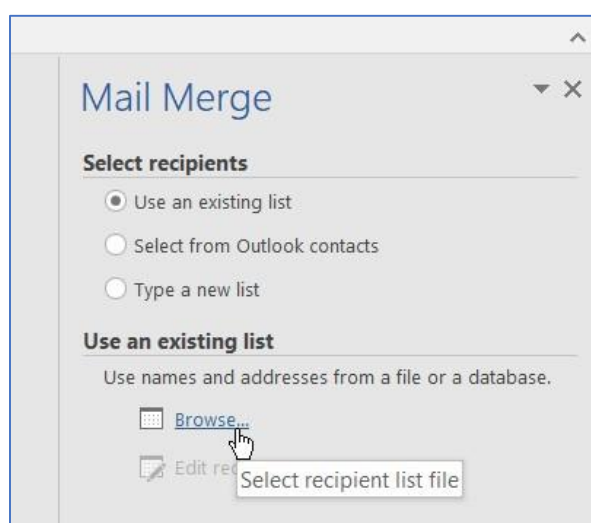 Mail Merge
Select recipients
Use an existing list
Select from Outlook contacts
Type a new list
Use an existing list
Use names and addresses from a file or a database.
Browse...
Edit
Select recipient list file